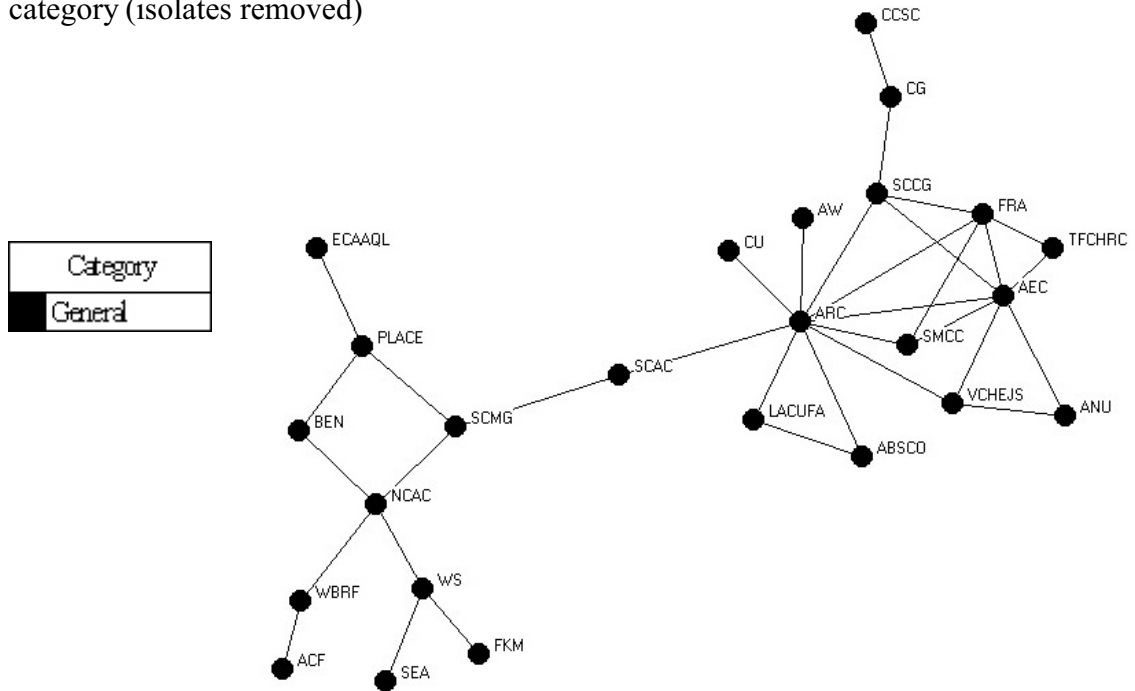 category (isolates removed)
CCSC
CG
SCCG
FRA
AW
TFCHRC
ECAAQL
CU
Category
AEC
General
ARC
PLACE
SMCC
SCAC
VCHEJS
ANU
LACUFA
BEN
SCMG
ABSCO
NCAC
WS
WBRF
FKM
ACF
SEA